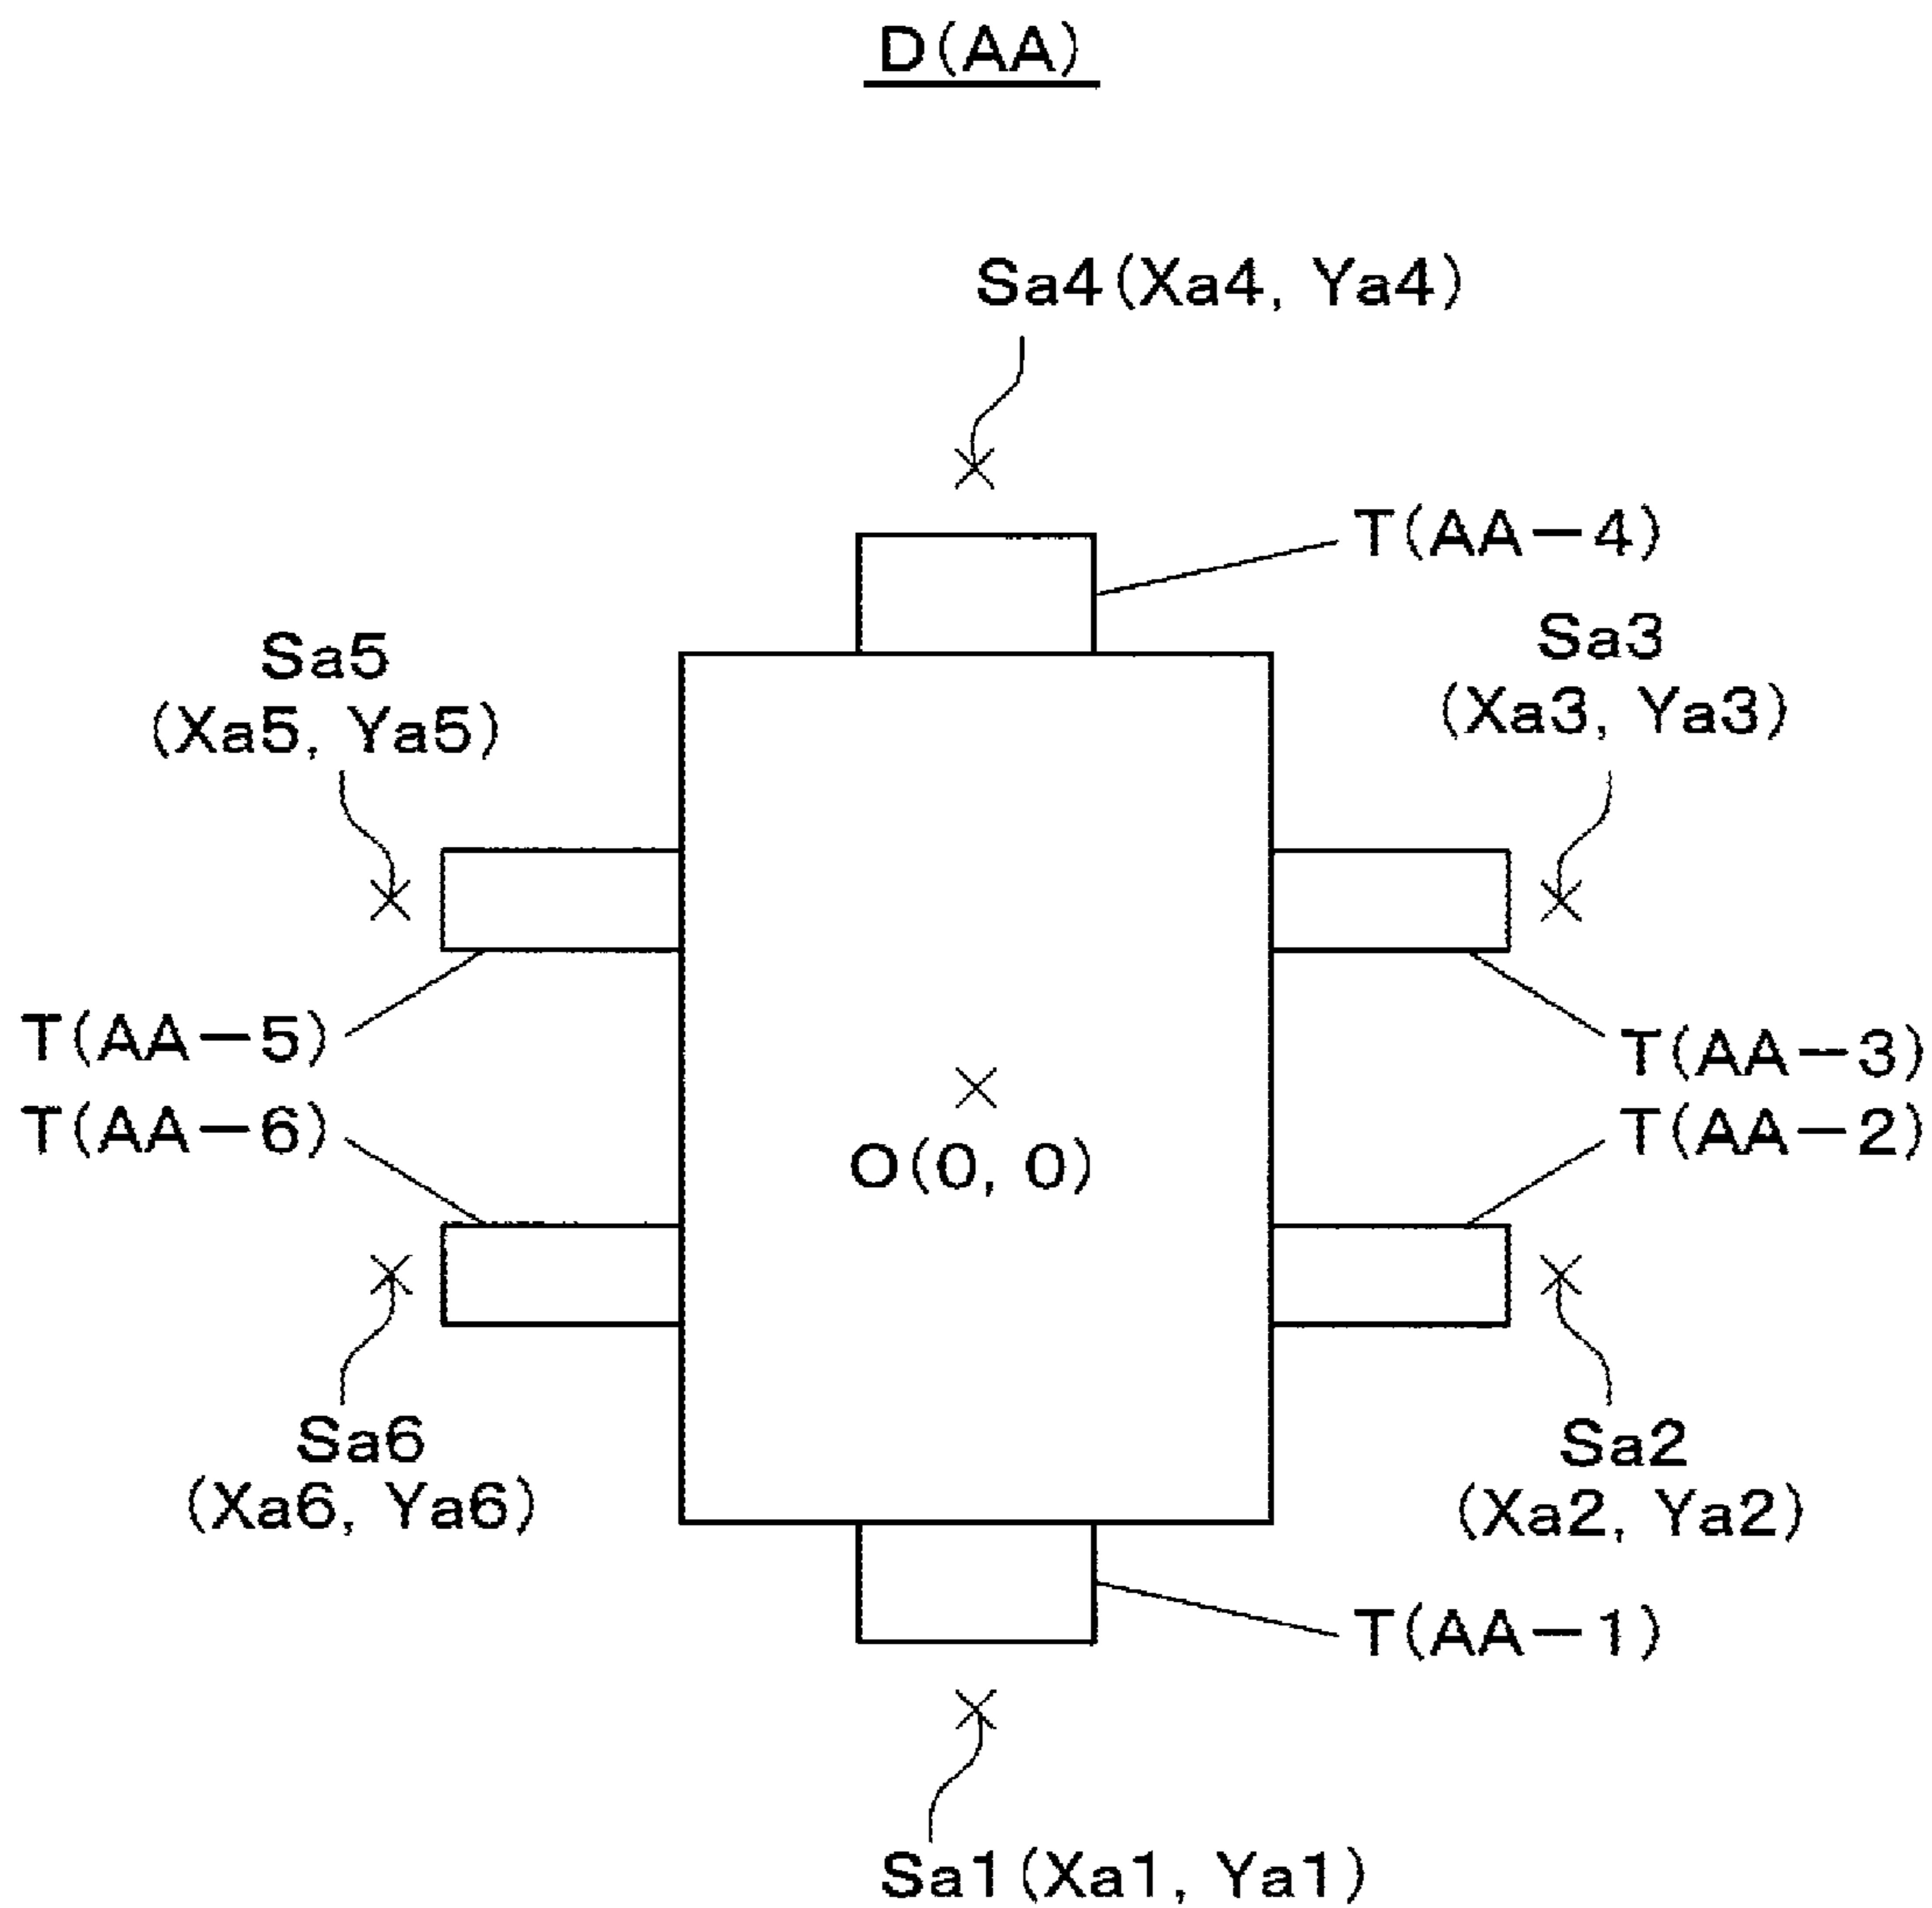 D(AA)
Sa4(Xa4, Ya4)
T(AA-4)
Sa5
(Xa5, Ya5)
Sa3
(Xa3, Ya3)
T(AA-5)
T(AA-3)
T(AA-6)
T(AA-2)
O(0, 0)
Sa6
(Xa6, Ya6)
Sa2
(Xa2, Ya2)
T(AA-1)
Sa1(Xa1, Ya1)